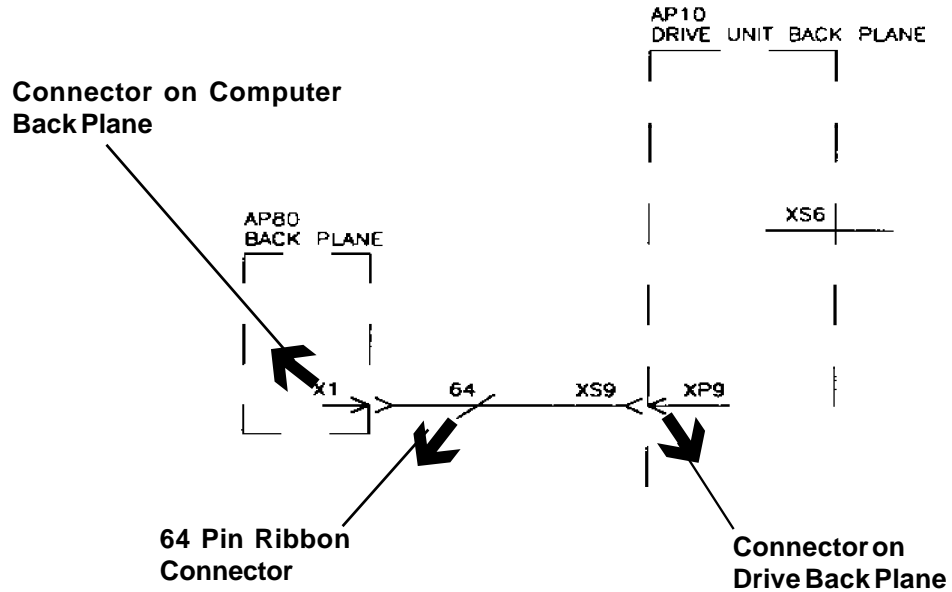 AP10
DRIVE UNIT BACK PLANE
Connector on Computer
Back Plane
XS6
AP80
BACK PLANE
X1
64
XS9
XP9
64 Pin Ribbon
Connector
Connector on
Drive Back Plane